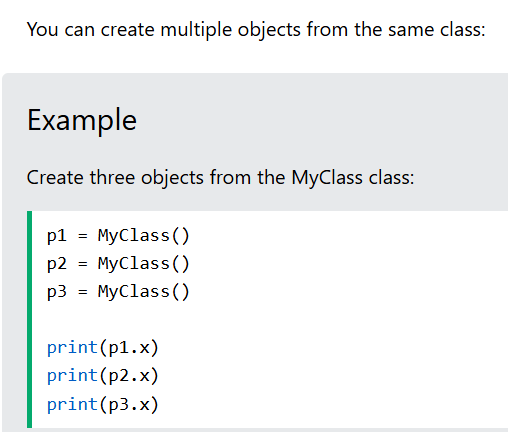 You can create multiple objects from the same class:
Example
Create three objects from the MyClass class:
p1 = MyClass()
p2 = MyClass()
p3 = MyClass()
print(p1.x)
print(p2.x)
print(p3.x)